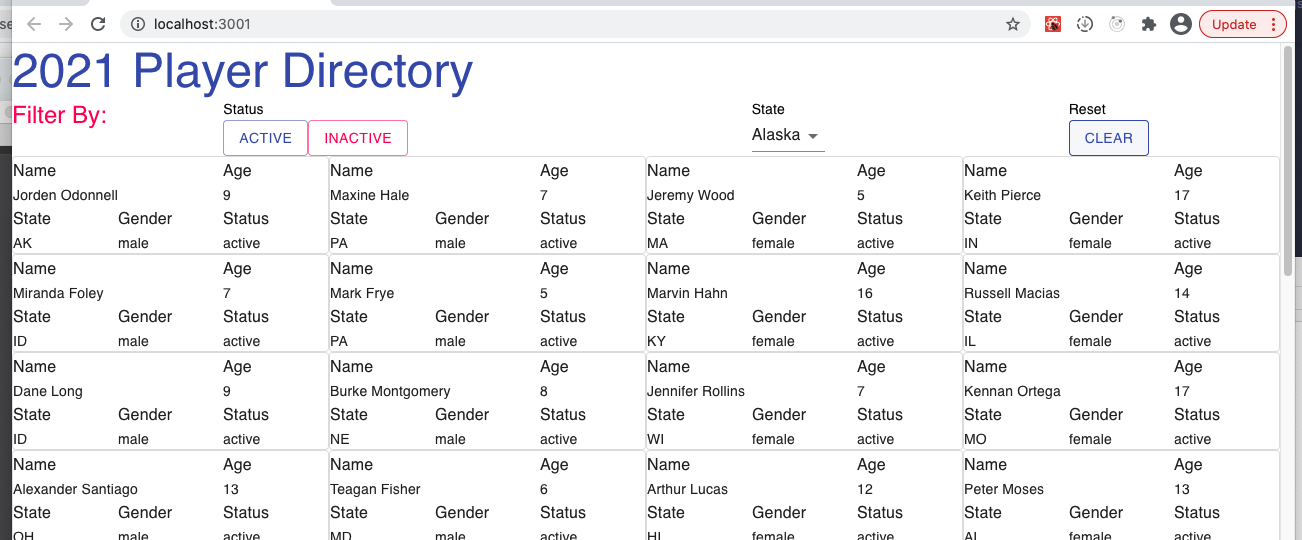 se
localhost:3001
Update
2021 Player Directory
Filter By:
Status
State
Reset
ACTIVE INACTIVE
Alaska
CLEAR
Name Age Name Age Name Age Name Age
Jorden Odonnell 9 Maxine Hale 7 Jeremy Wood 5 Keith Pierce 17
State Gender Status State Gender Status State Gender Status State Gender Status
AK male active PA male active MA female active IN female active
Name Age Name Age Name Age Name Age
Miranda Foley 7 Mark Frye 5 Marvin Hahn 16 Russell Macias 14
State Gender Status State Gender Status State Gender Status State Gender Status
ID male active PA male active KY female active IL female active
Name Age Name Age Name Age Name Age
Dane Long 9 Burke Montgomery 8 Jennifer Rollins 7 Kennan Ortega 17
State Gender Status State Gender Status State Gender Status State Gender Status
ID male active NE male active WI female active MO female active
Name Age Name Age Name Age Name Age
Alexander Santiago 13 Teagan Fisher 6 Arthur Lucas 12 Peter Moses 13
State Gender Status State Gender Status State Gender Status State Gender Status
OH male active MD male active HI female active female active